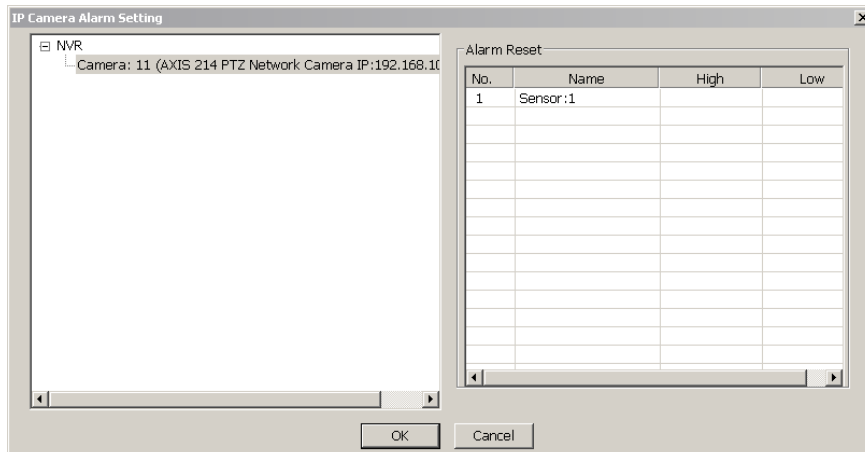 IP Camera Alarm Setting
NVR
Camera: 11 (AXIS 214 PTZ Network Camera IP:192.168.10
Alarm Reset
No. Name High Low
1 Sensor:1
OK Cancel